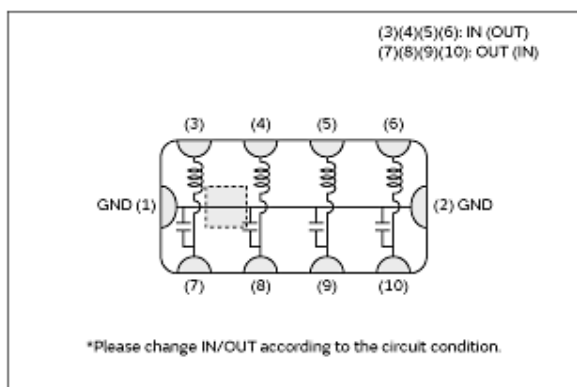 (3)(4)(5)(6): IN (OUT)
(7)(8)(9)(10): OUT (IN)
(3) (4) (5) (6)
GND (1) (2) GND
(7) (8) (9) (10)
*Please change IN/OUT according to the circuit condition.